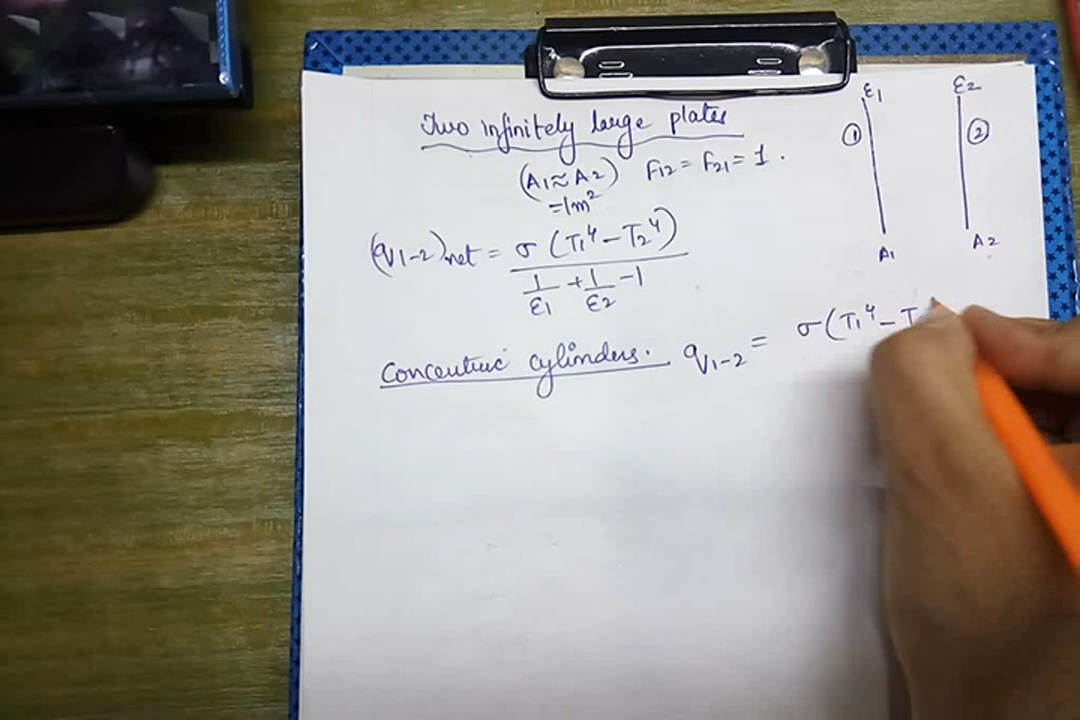 Two infinitely large plates
(A1≈A2) F12 = F21 = 1.
=1m²
(q1-2)net = σ(T1⁴ - T2⁴)
1/ε1 + 1/ε2 - 1
ε1 ε2
① ②
A1 A2
Concentric cylinders. q1-2 = σ(T1⁴ - T